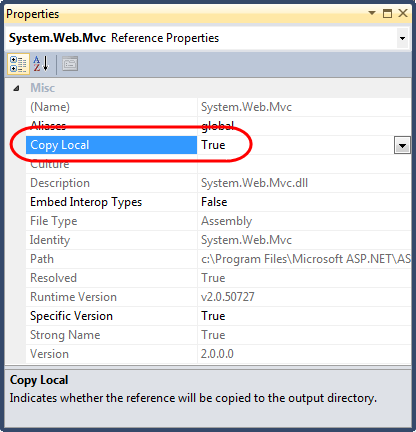 Properties
System.Web.Mvc Reference Properties
Misc
(Name) System.Web.Mvc
Aliases global
Copy Local True
Culture
Description System.Web.Mvc.dll
Embed Interop Types False
File Type Assembly
Identity System.Web.Mvc
Path c:\Program Files\Microsoft ASP.NET\AS
Resolved True
Runtime Version v2.0.50727
Specific Version True
Strong Name True
Version 2.0.0.0
Copy Local
Indicates whether the reference will be copied to the output directory.